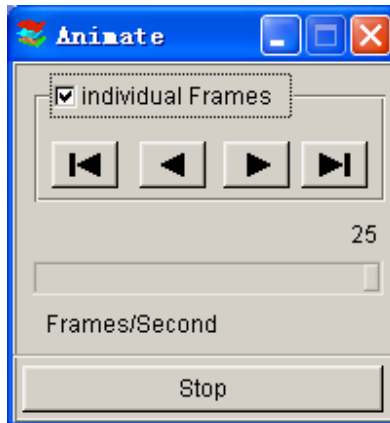 Animate
individual Frames
25
Frames/Second
Stop